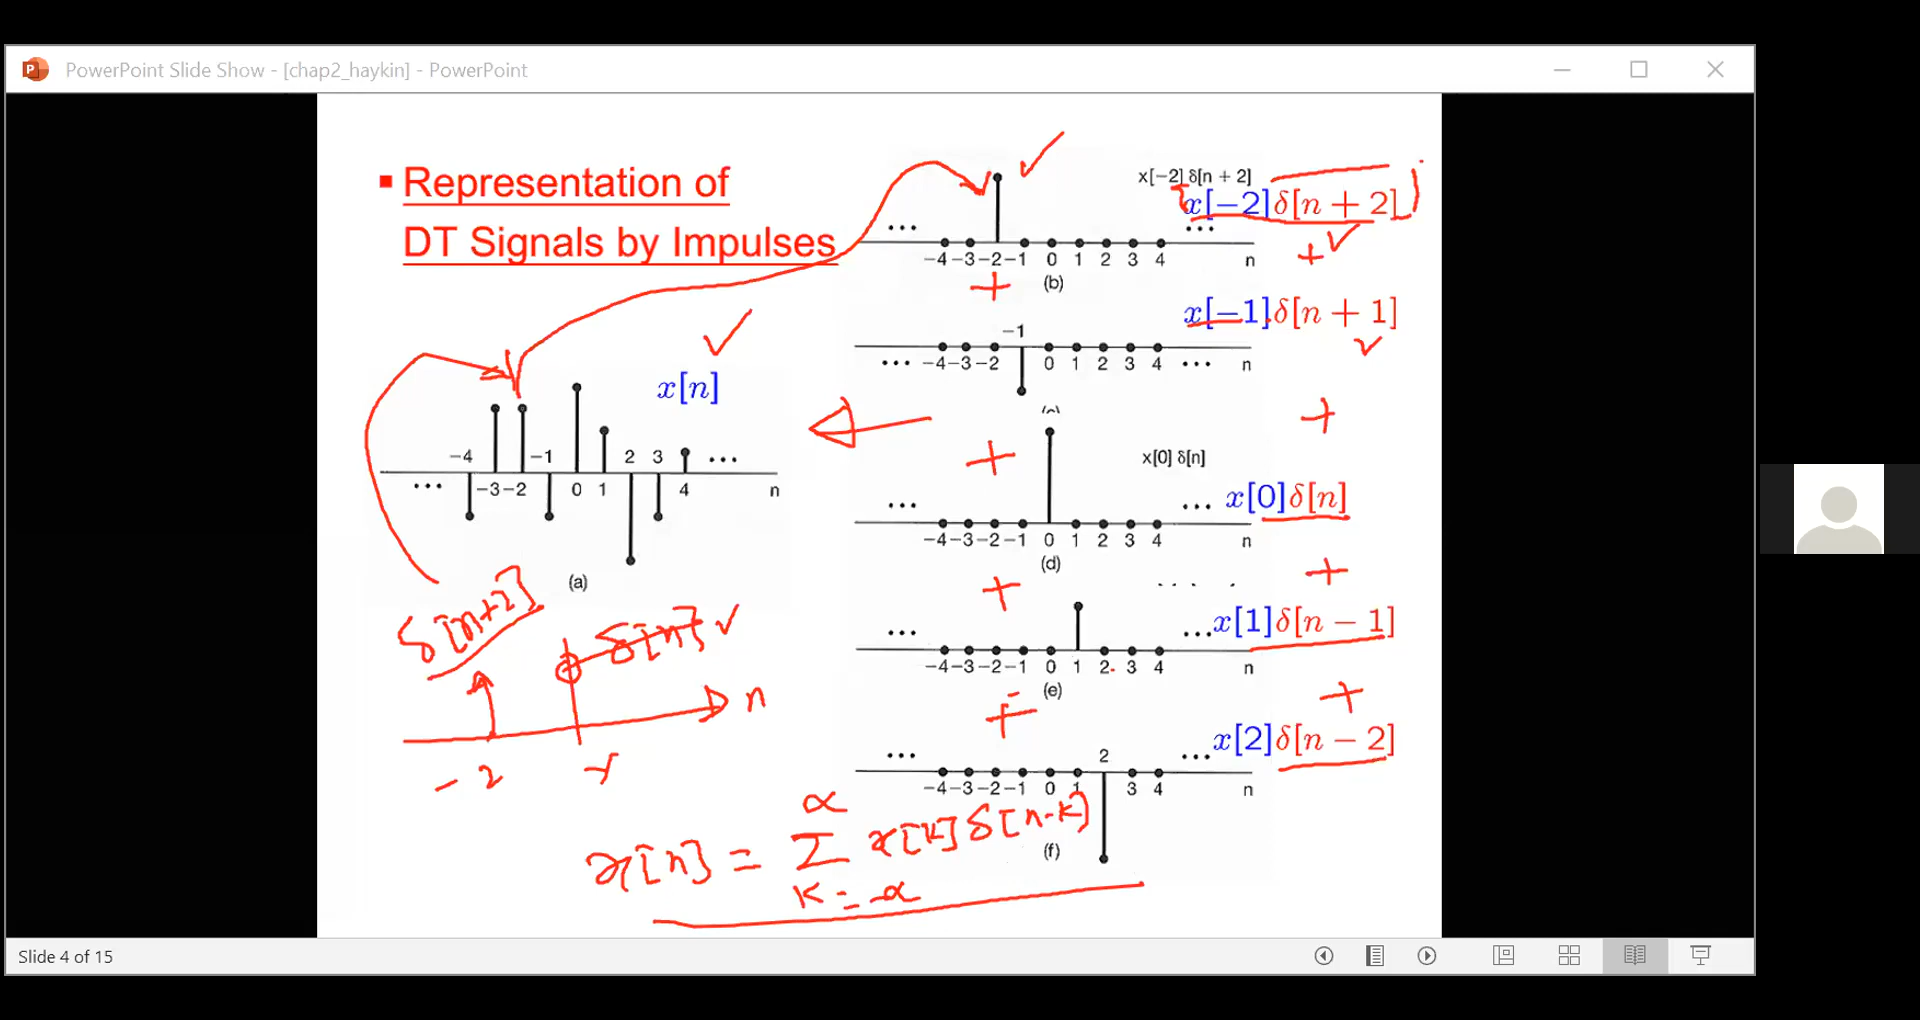 PowerPoint Slide Show - [chap2_haykin] - PowerPoint
▪ Representation of
DT Signals by Impulses
x[−2] δ[n + 2]
x[−2]δ[n + 2]
... ...
−4 −3 −2 −1 0 1 2 3 4 n
+
+
(b)
x[−1]δ[n + 1]
−1
... −4 −3 −2 0 1 2 3 4 ... n
x[n]
+
+
x[0] δ[n]
−4 −1 2 3 ...
... −3 −2 0 1 4 n
(a)
... ... x[0]δ[n]
−4 −3 −2 −1 0 1 2 3 4 n
(d)
+
+
δ[n+2]
δ[n]
... ... x[1]δ[n − 1]
−4 −3 −2 −1 0 1 2 3 4 n
(e)
n
+
+
−2
... 2 ... x[2]δ[n − 2]
−4 −3 −2 −1 0 1 3 4 n
(f)
x[n] = Σ x[k] δ[n-k]
K = -∝
∝
Slide 4 of 15